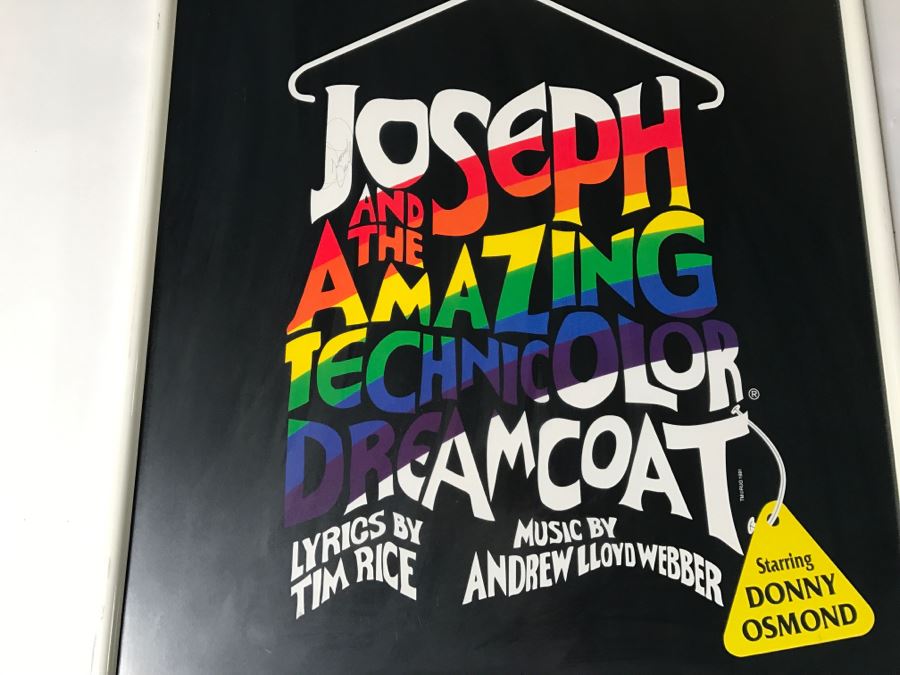 JOSEPH
AND
THE
AMAZING
TECHNICOLOR®
DREAMCOAT
LYRICS BY
TIM RICE
MUSIC BY
ANDREW LLOYD WEBBER
Starring
DONNY
OSMOND